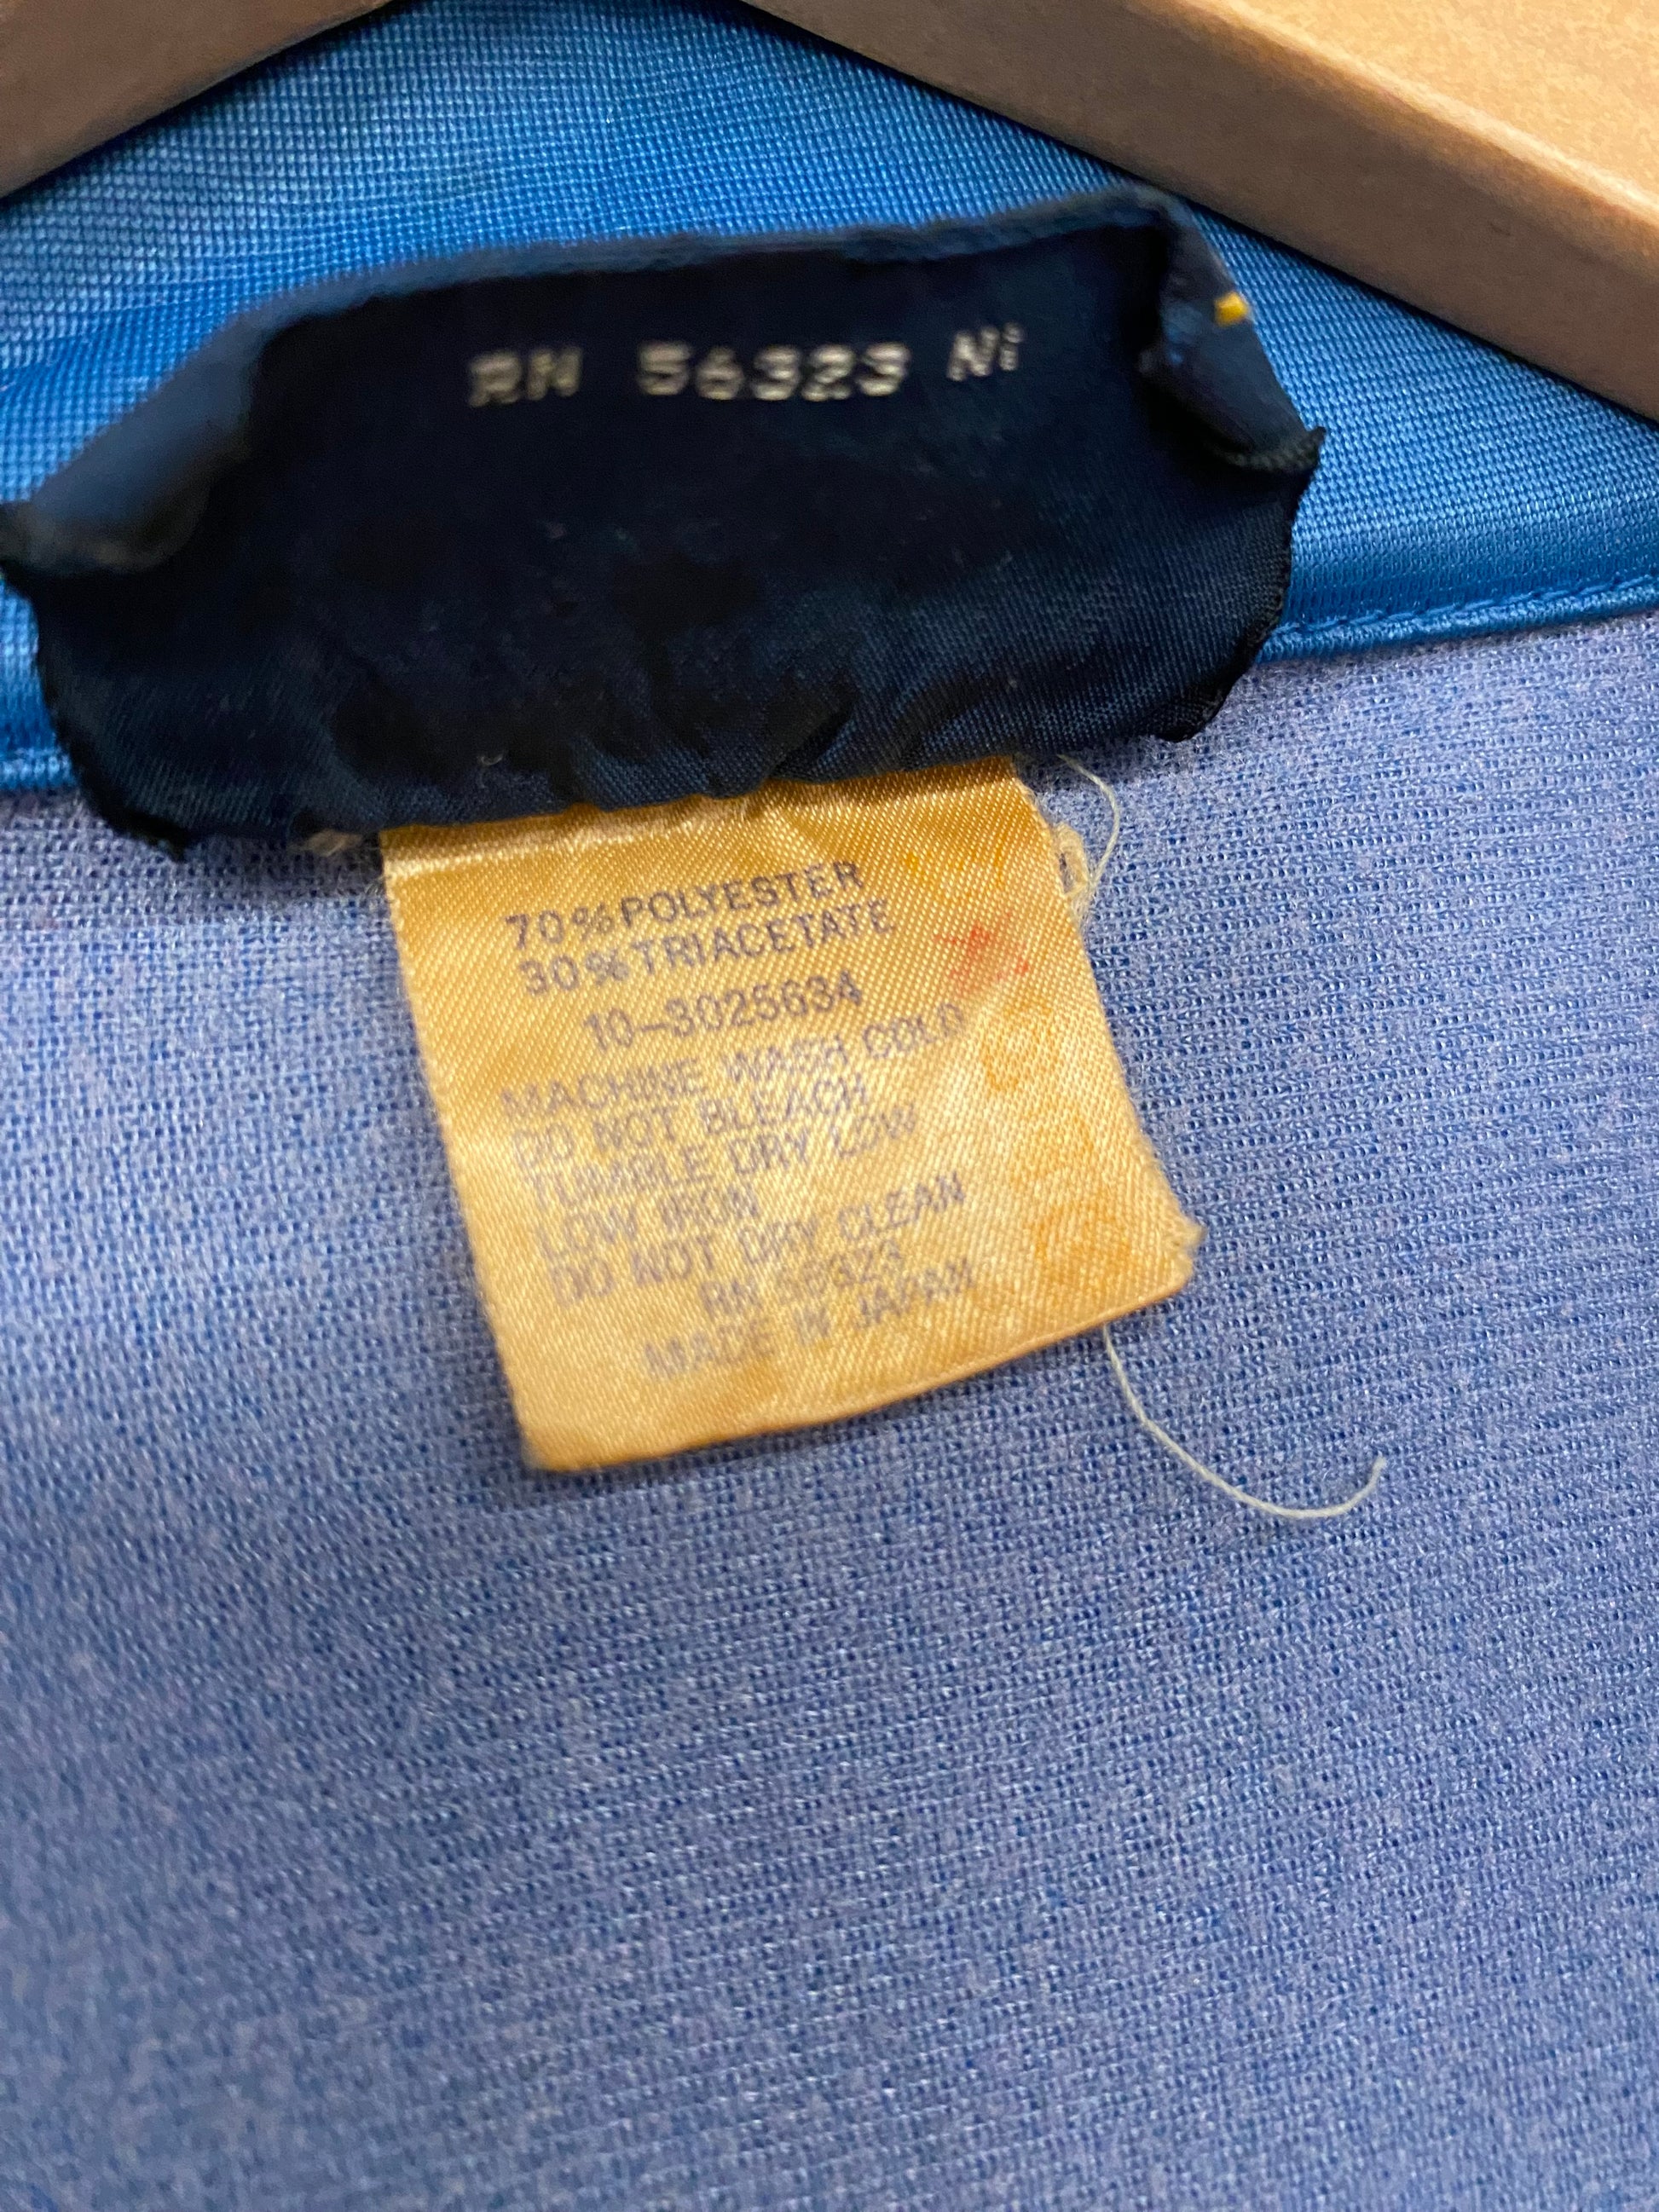 RN 56323 Ni
70% POLYESTER
30% TRIACETATE
10-3025634
MACHINE WASH COLD
DO NOT BLEACH
TUMBLE DRY LOW
LOW IRON
DO NOT DRY CLEAN
RN 56323
MADE IN JAPAN